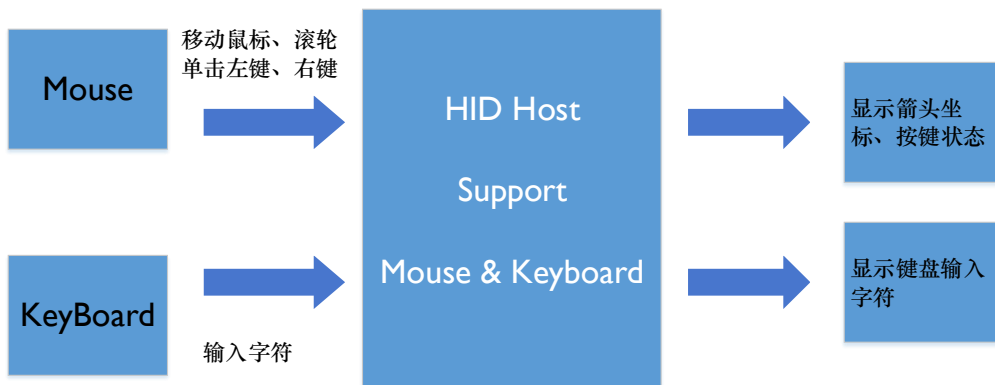 Mouse
移动鼠标、滚轮
单击左键、右键
HID Host
Support
Mouse & Keyboard
显示箭头坐
标、按键状态
KeyBoard
输入字符
显示键盘输入
字符